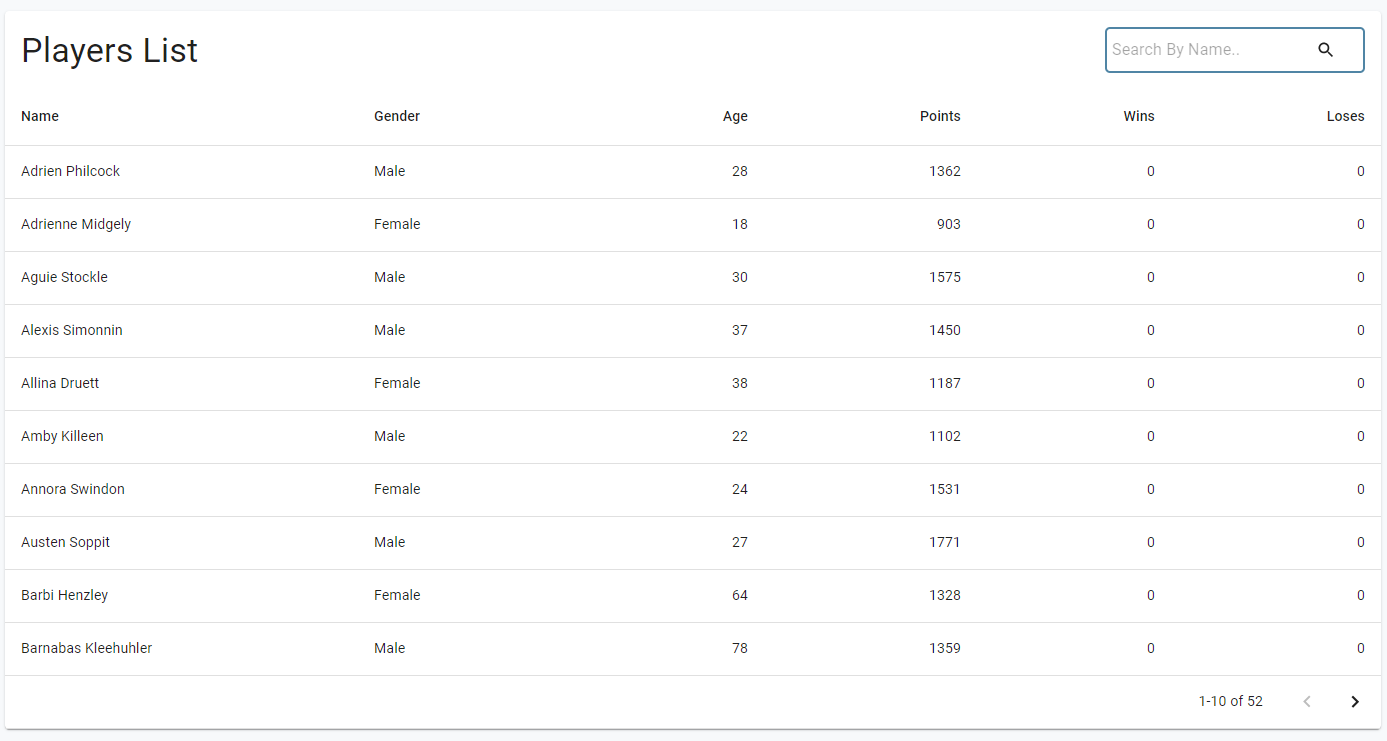 Players List
Search By Name..
Name Gender Age Points Wins Loses
Adrien Philcock Male 28 1362 0 0
Adrienne Midgely Female 18 903 0 0
Aguie Stockle Male 30 1575 0 0
Alexis Simonnin Male 37 1450 0 0
Allina Druett Female 38 1187 0 0
Amby Killeen Male 22 1102 0 0
Annora Swindon Female 24 1531 0 0
Austen Soppit Male 27 1771 0 0
Barbi Henzley Female 64 1328 0 0
Barnabas Kleehuhler Male 78 1359 0 0
1-10 of 52